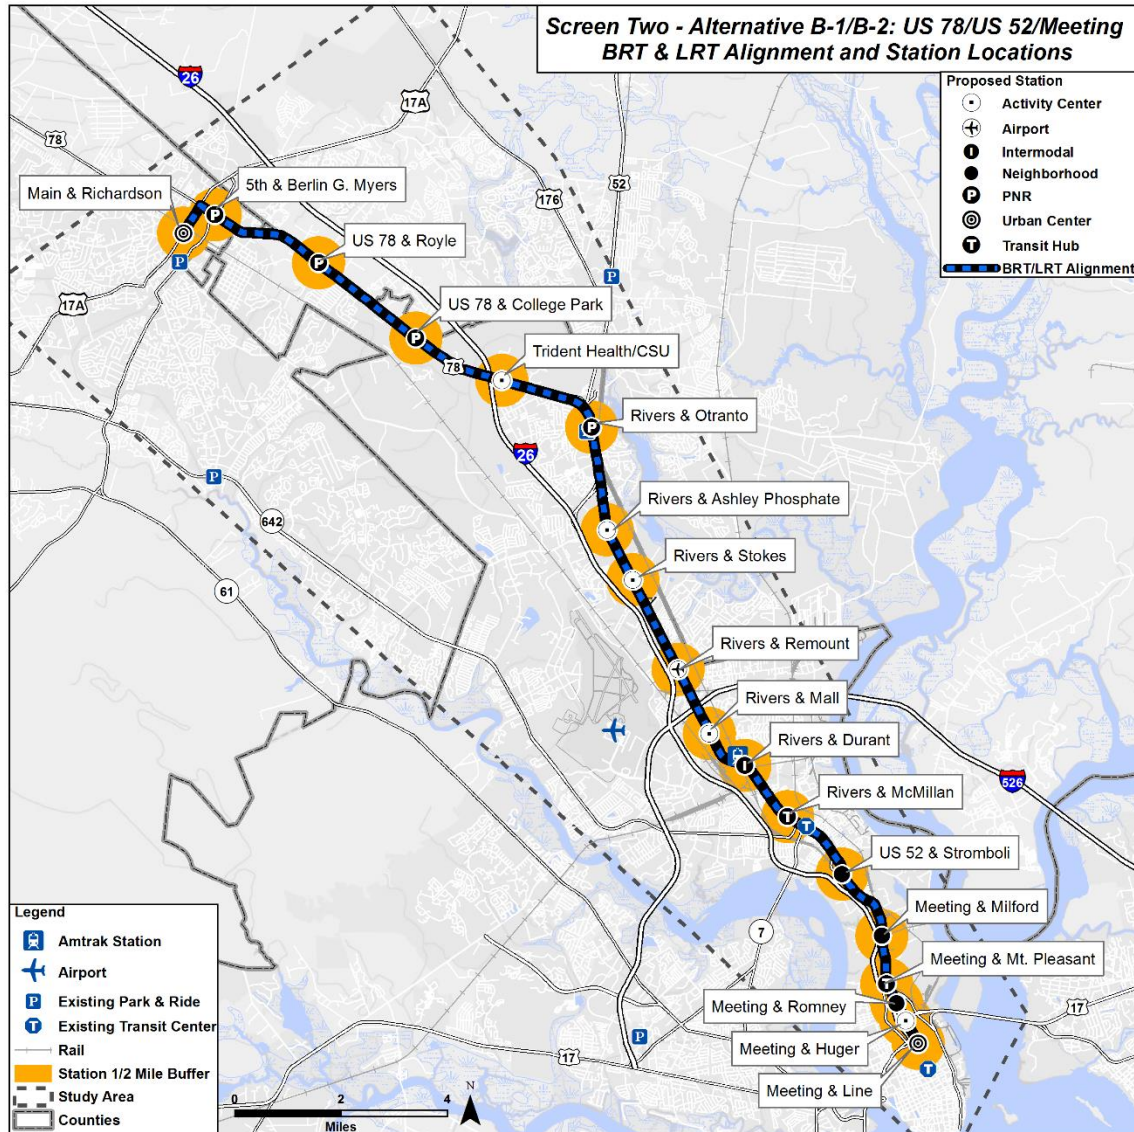 Screen Two - Alternative B-1/B-2: US 78/US 52/Meeting
BRT & LRT Alignment and Station Locations
Proposed Station
Activity Center
Airport
I Intermodal
Neighborhood
P PNR
Urban Center
T Transit Hub
BRT/LRT Alignment
26
17A
78
52
176
Main & Richardson
5th & Berlin G. Myers
P
P
US 78 & Royle
P
P
17A
US 78 & College Park
P
78
Trident Health/CSU
Rivers & Otranto
P
26
P
642
61
Rivers & Ashley Phosphate
Rivers & Stokes
Rivers & Remount
Rivers & Mall
Rivers & Durant
I
526
Rivers & McMillan
T
T
US 52 & Stromboli
Meeting & Milford
7
Meeting & Mt. Pleasant
T
Meeting & Romney
17
Meeting & Huger
P
17
T
Meeting & Line
Legend
Amtrak Station
Airport
P Existing Park & Ride
T Existing Transit Center
Rail
Station 1/2 Mile Buffer
Study Area
Counties
0 2 4
Miles
N